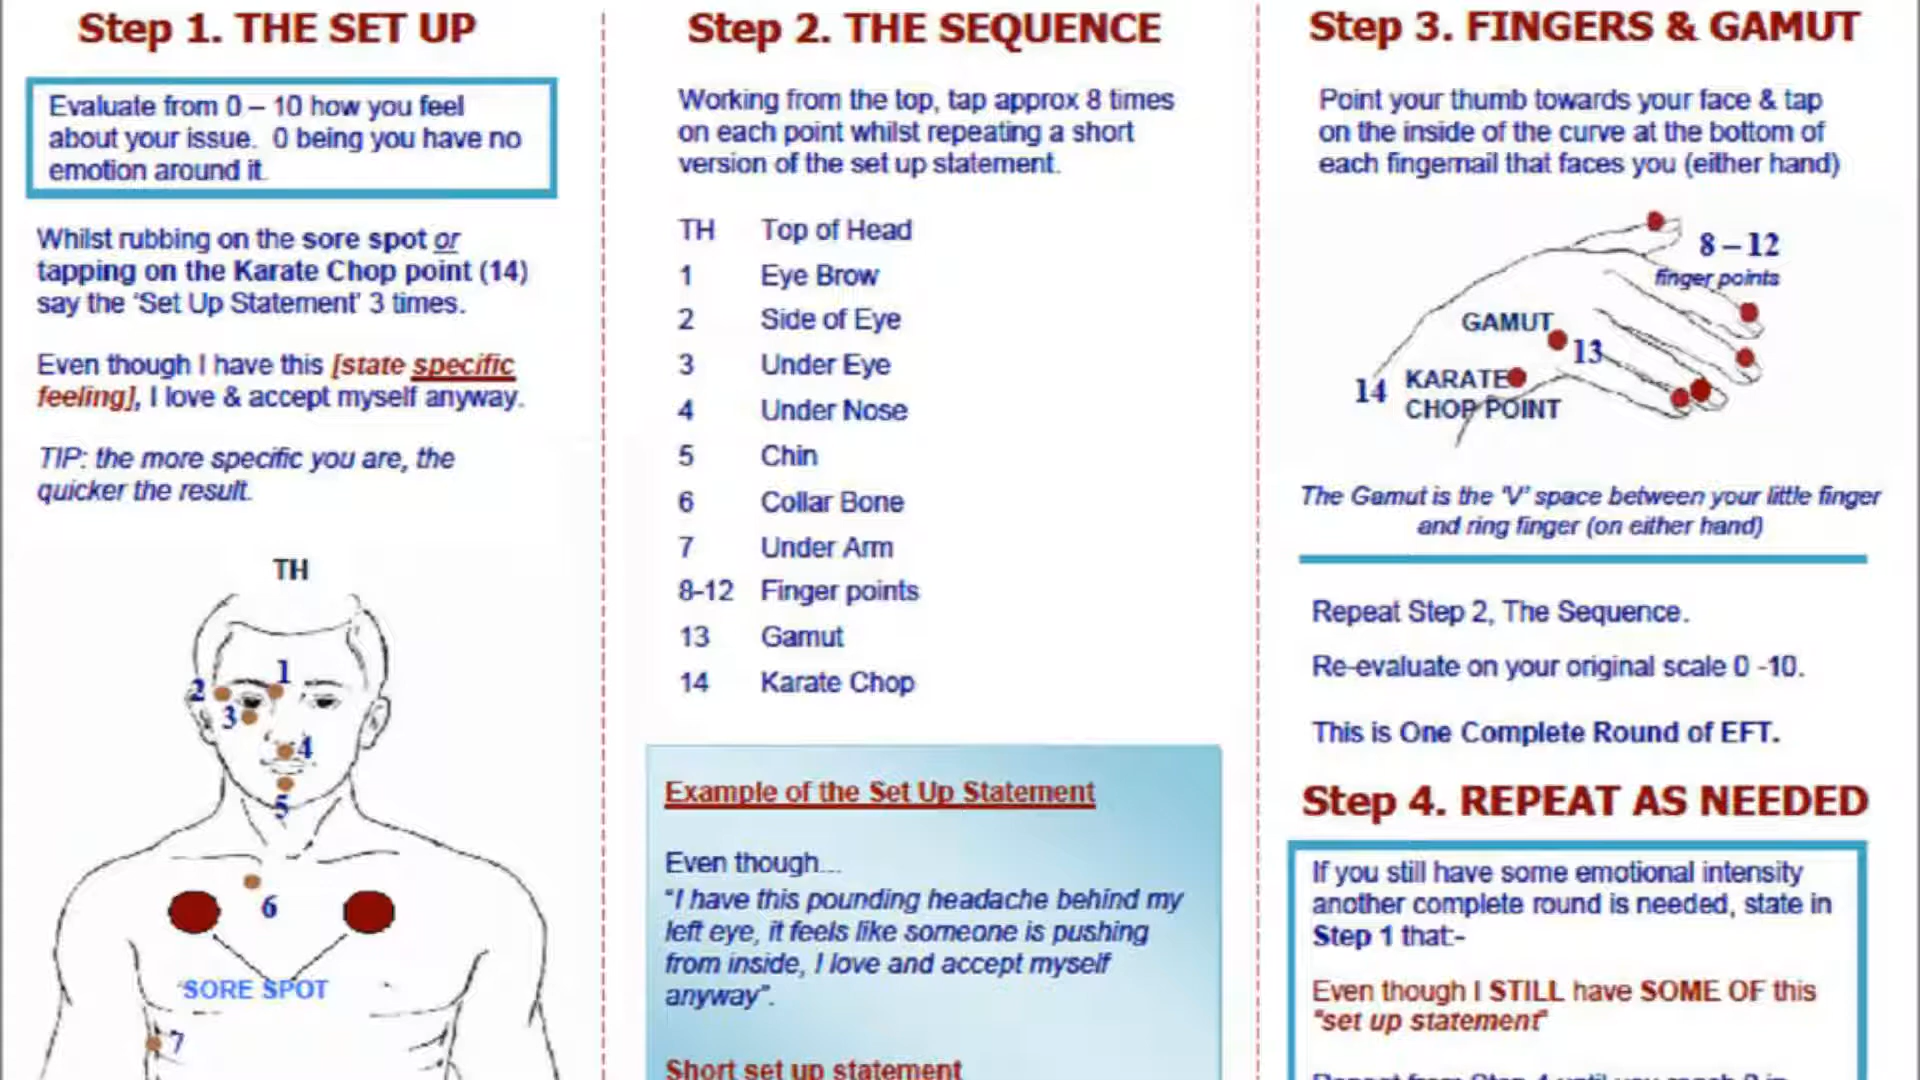 Step 1. THE SET UP
Evaluate from 0 – 10 how you feel
about your issue. 0 being you have no
emotion around it.
Whilst rubbing on the sore spot or
tapping on the Karate Chop point (14)
say the 'Set Up Statement' 3 times.
Even though I have this [state specific
feeling], I love & accept myself anyway.
TIP: the more specific you are, the
quicker the result.
TH
1
2
3
4
5
6
SORE SPOT
7
Step 2. THE SEQUENCE
Working from the top, tap approx 8 times
on each point whilst repeating a short
version of the set up statement.
TH Top of Head
1 Eye Brow
2 Side of Eye
3 Under Eye
4 Under Nose
5 Chin
6 Collar Bone
7 Under Arm
8-12 Finger points
13 Gamut
14 Karate Chop
Example of the Set Up Statement
Even though...
"I have this pounding headache behind my
left eye, it feels like someone is pushing
from inside, I love and accept myself
anyway".
Short set up statement
Step 3. FINGERS & GAMUT
Point your thumb towards your face & tap
on the inside of the curve at the bottom of
each fingernail that faces you (either hand)
8 – 12
finger points
GAMUT
13
14 KARATE
CHOP POINT
The Gamut is the 'V' space between your little finger
and ring finger (on either hand)
Repeat Step 2, The Sequence.
Re-evaluate on your original scale 0 -10.
This is One Complete Round of EFT.
Step 4. REPEAT AS NEEDED
If you still have some emotional intensity
another complete round is needed, state in
Step 1 that:-
Even though I STILL have SOME OF this
"set up statement"